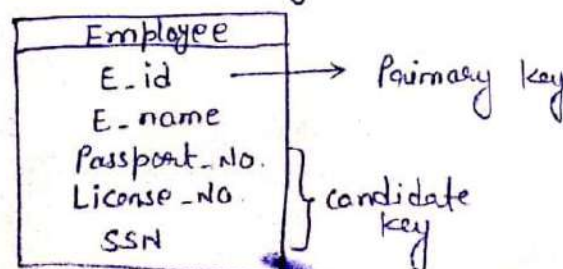 Employee
E_id → Primary key
E_name
Passport_No.
License_No.
SSN
candidate
key